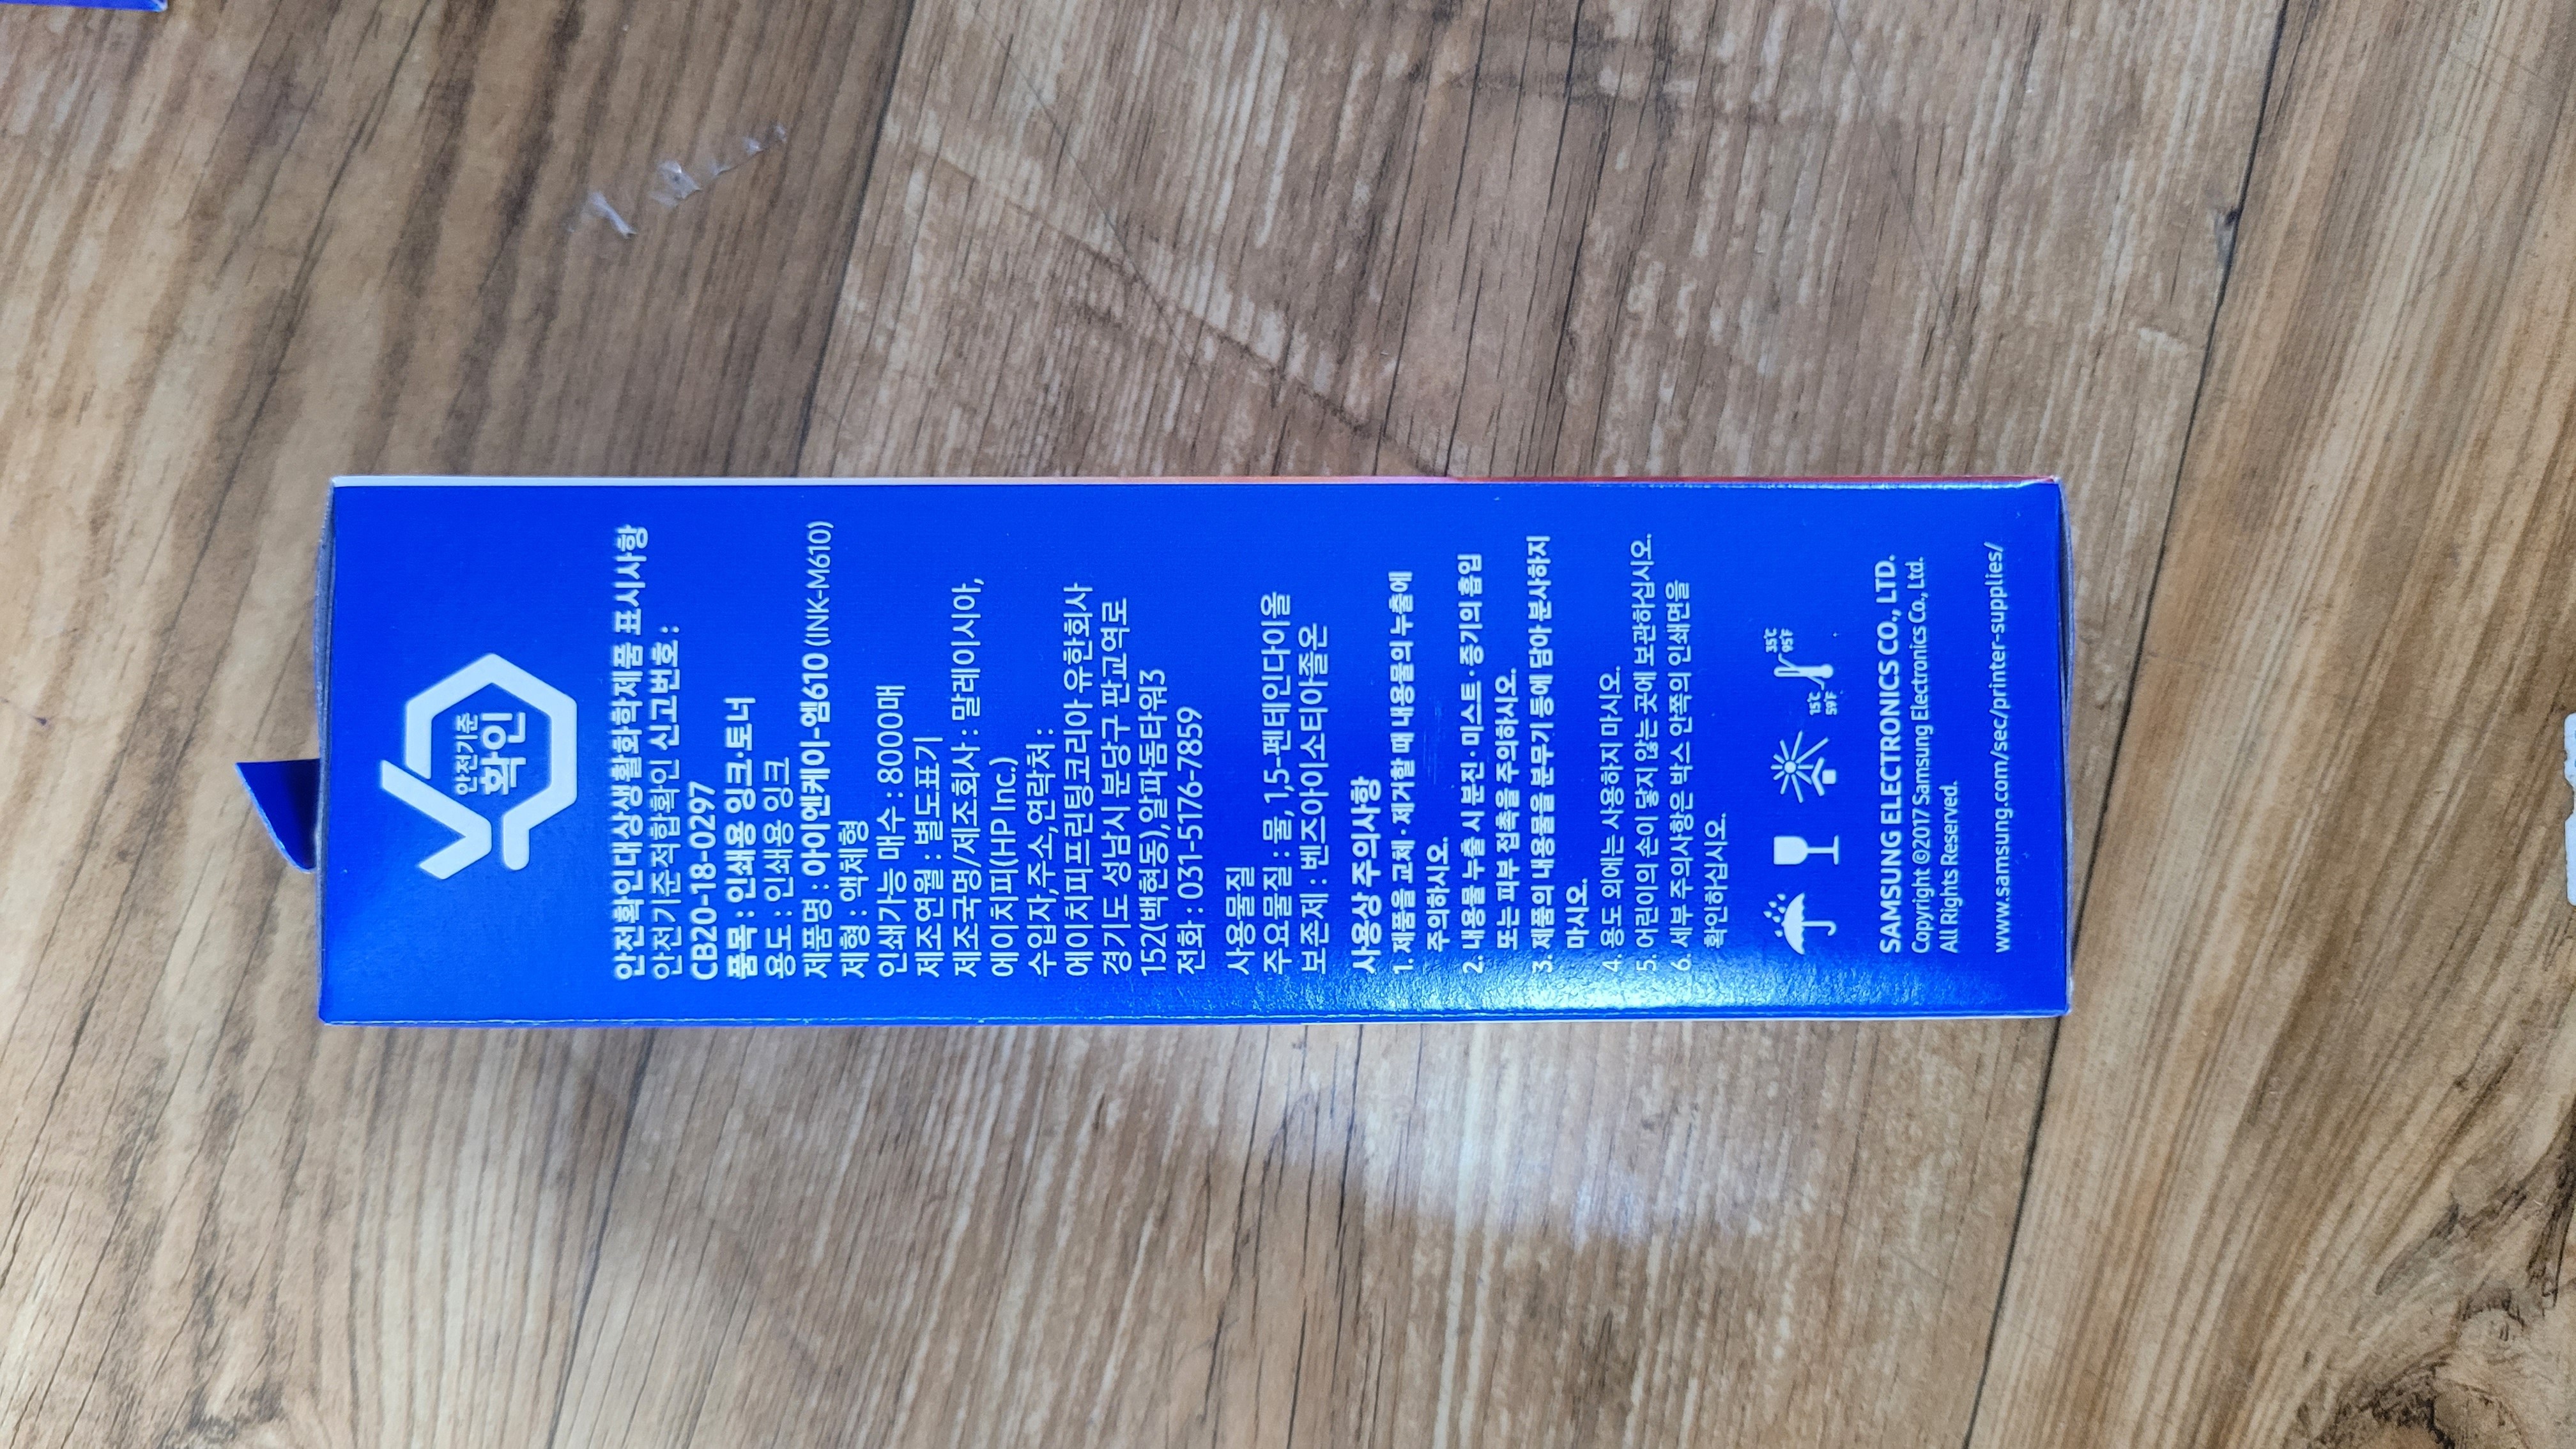 안전기준
확인
안전확인대상생활화학제품 표시사항
안전기준적합확인 신고번호 :
CB20-18-0297
품목 : 인쇄용 잉크.토너
용도 : 인쇄용 잉크
제품명 : 아이엔케이-엠610 (INK-M610)
제형 : 액체형
인쇄가능 매수 : 8000매
제조연월 : 별도표기
제조국명/제조회사 : 말레이시아,
에이치피(HP Inc.)
수입자,주소,연락처 :
에이치피프린팅코리아 유한회사
경기도 성남시 분당구 판교역로
152(백현동),알파돔타워3
전화 : 031-5176-7859
사용물질
주요물질 : 물, 1,5-펜테인다이올
보존제 : 벤즈아이소티아졸온
사용상 주의사항
1. 제품을 교체·제거할 때 내용물의 누출에
주의하시오.
2. 내용물 누출 시 분진·미스트·증기의 흡입
또는 피부 접촉을 주의하시오.
3. 제품의 내용물을 분무기 등에 담아 분사하지
마시오.
4. 용도 외에는 사용하지 마시오.
5. 어린이의 손이 닿지 않는 곳에 보관하십시오.
6. 세부 주의사항은 박스 안쪽의 인쇄면을
확인하십시오.
35℃
95℉
15℃
59℉
SAMSUNG ELECTRONICS CO., LTD.
Copyright ©2017 Samsung Electronics Co., Ltd.
All Rights Reserved.
www.samsung.com/sec/printer-supplies/